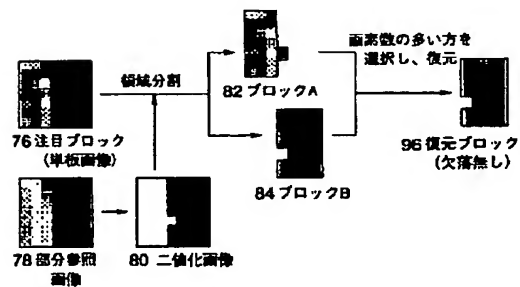 画素数の多い方を
選択し、復元
領域分割
82 ブロックA
76 注目ブロック
(単板画像)
96 復元ブロック
(欠落無し)
84 ブロックB
78 部分参照
画像
80 二値化画像